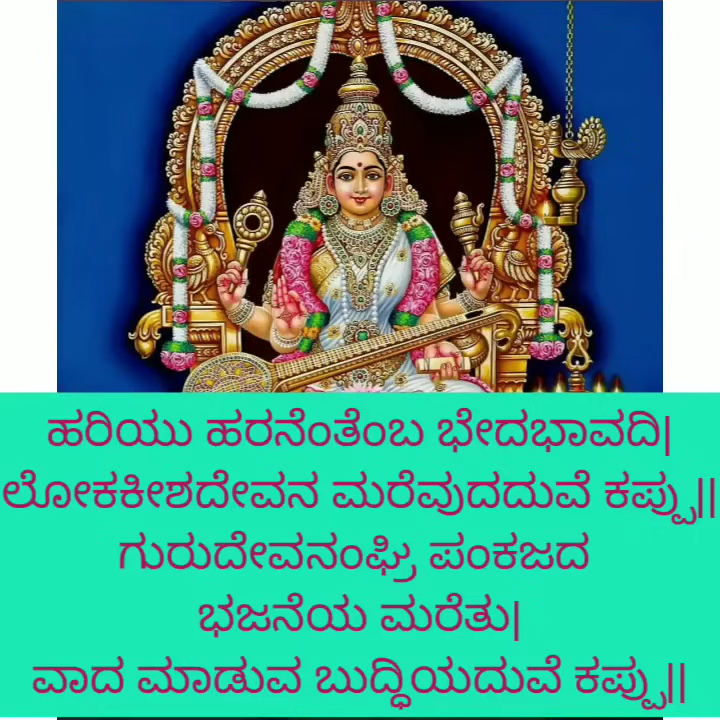 ಹರಿಯು ಹರನೆಂತೆಂಬ ಭೇದಭಾವದಿ|
ಲೋಕಕೀಶದೇವನ ಮರೆವುದದುವೆ ಕಪ್ಪು||
ಗುರುದೇವನಂಘ್ರಿ ಪಂಕಜದ
ಭಜನೆಯ ಮರೆತು|
ವಾದ ಮಾಡುವ ಬುದ್ಧಿಯದುವೆ ಕಪ್ಪು||